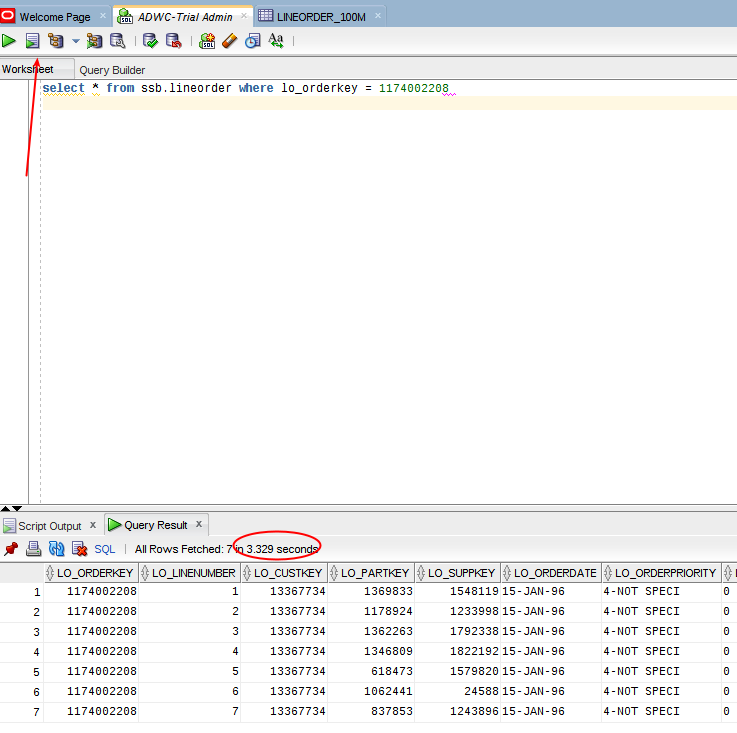 Welcome Page ADWC-Trial Admin LINEORDER_100M
SQL Aa
Worksheet Query Builder
select * from ssb.lineorder where lo_orderkey = 1174002208
Script Output x Query Result x
SQL All Rows Fetched: 7 in 3.329 seconds
LO_ORDERKEY LO_LINENUMBER LO_CUSTKEY LO_PARTKEY LO_SUPPKEY LO_ORDERDATE LO_ORDERPRIORITY
1 1174002208 1 13367734 1369833 1548119 15-JAN-96 4-NOT SPECI 0
2 1174002208 2 13367734 1178924 1233998 15-JAN-96 4-NOT SPECI 0
3 1174002208 3 13367734 1362263 1792338 15-JAN-96 4-NOT SPECI 0
4 1174002208 4 13367734 1346809 1822192 15-JAN-96 4-NOT SPECI 0
5 1174002208 5 13367734 618473 1579820 15-JAN-96 4-NOT SPECI 0
6 1174002208 6 13367734 1062441 24588 15-JAN-96 4-NOT SPECI 0
7 1174002208 7 13367734 837853 1243896 15-JAN-96 4-NOT SPECI 0